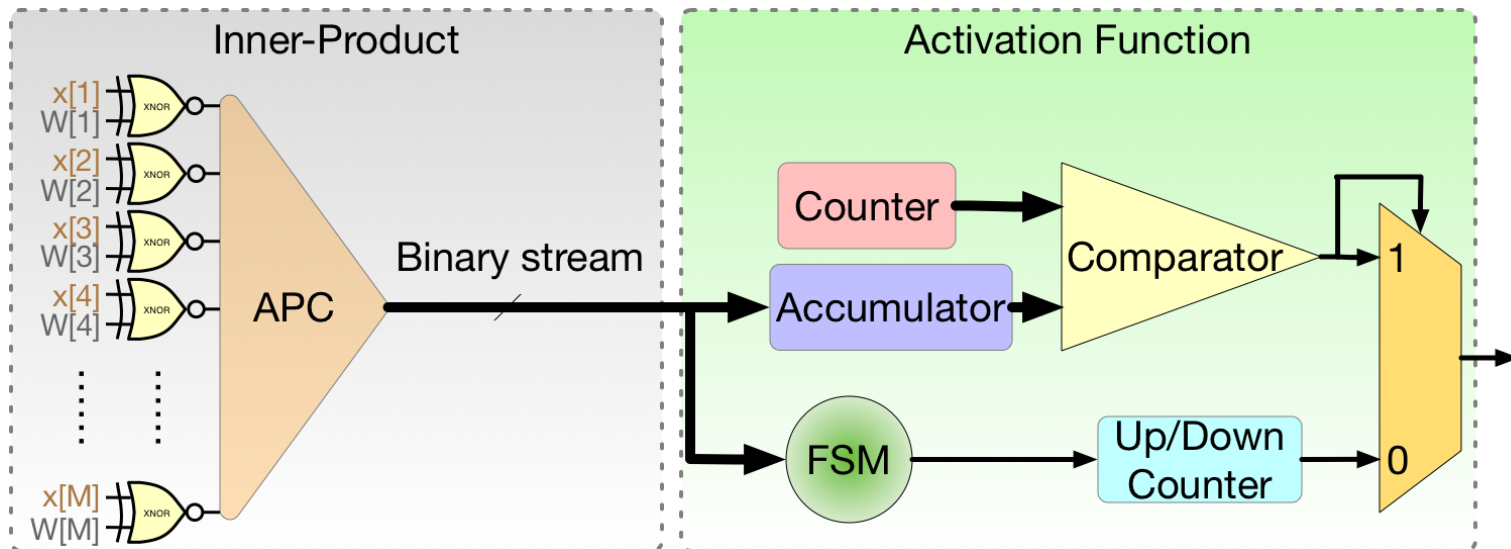 Inner-Product
x[1]
W[1]
XNOR
x[2]
W[2]
XNOR
x[3]
W[3]
XNOR
x[4]
W[4]
XNOR
x[M]
W[M]
XNOR
APC
Binary stream
Activation Function
Counter
Accumulator
Comparator
FSM
Up/Down
Counter
1
0